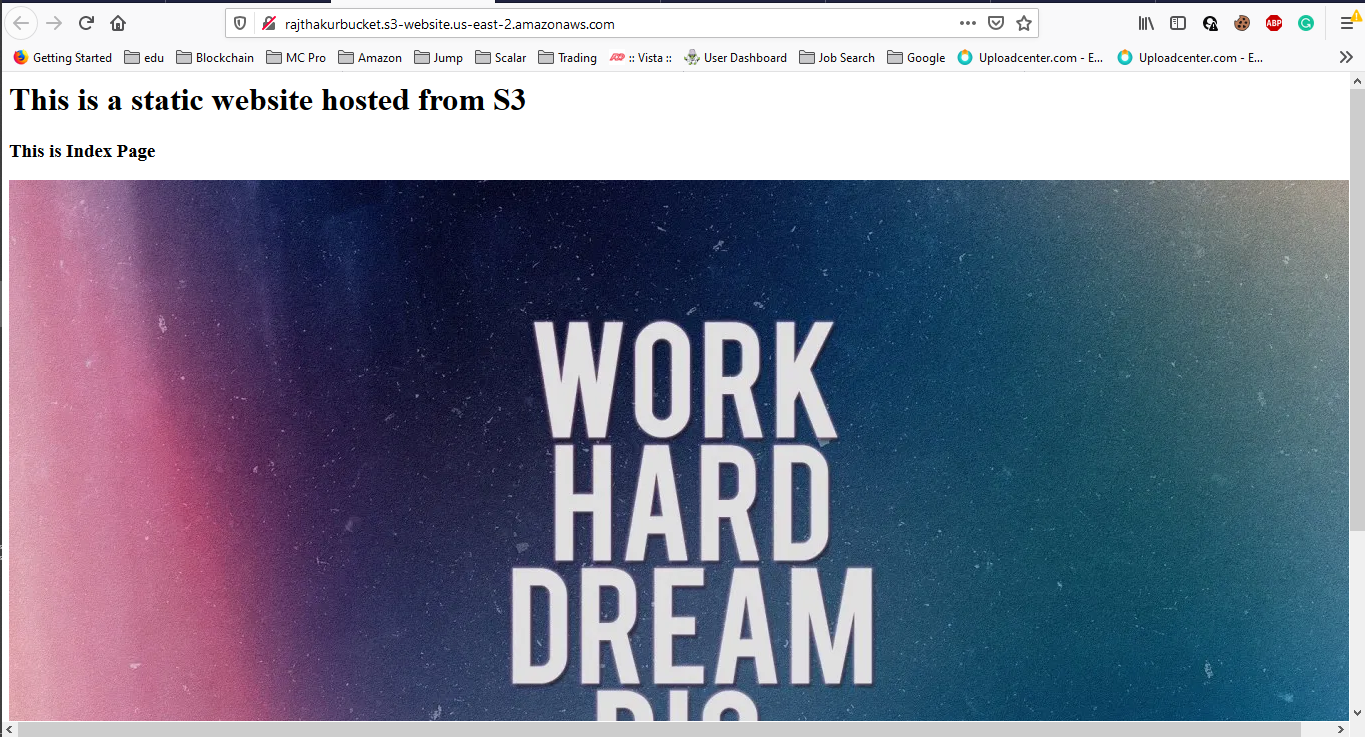 rajthakurbucket.s3-website.us-east-2.amazonaws.com
Getting Started edu Blockchain MC Pro Amazon Jump Scalar Trading :: Vista :: User Dashboard Job Search Google Uploadcenter.com - E... Uploadcenter.com - E...
This is a static website hosted from S3
This is Index Page
WORK
HARD
DREAM